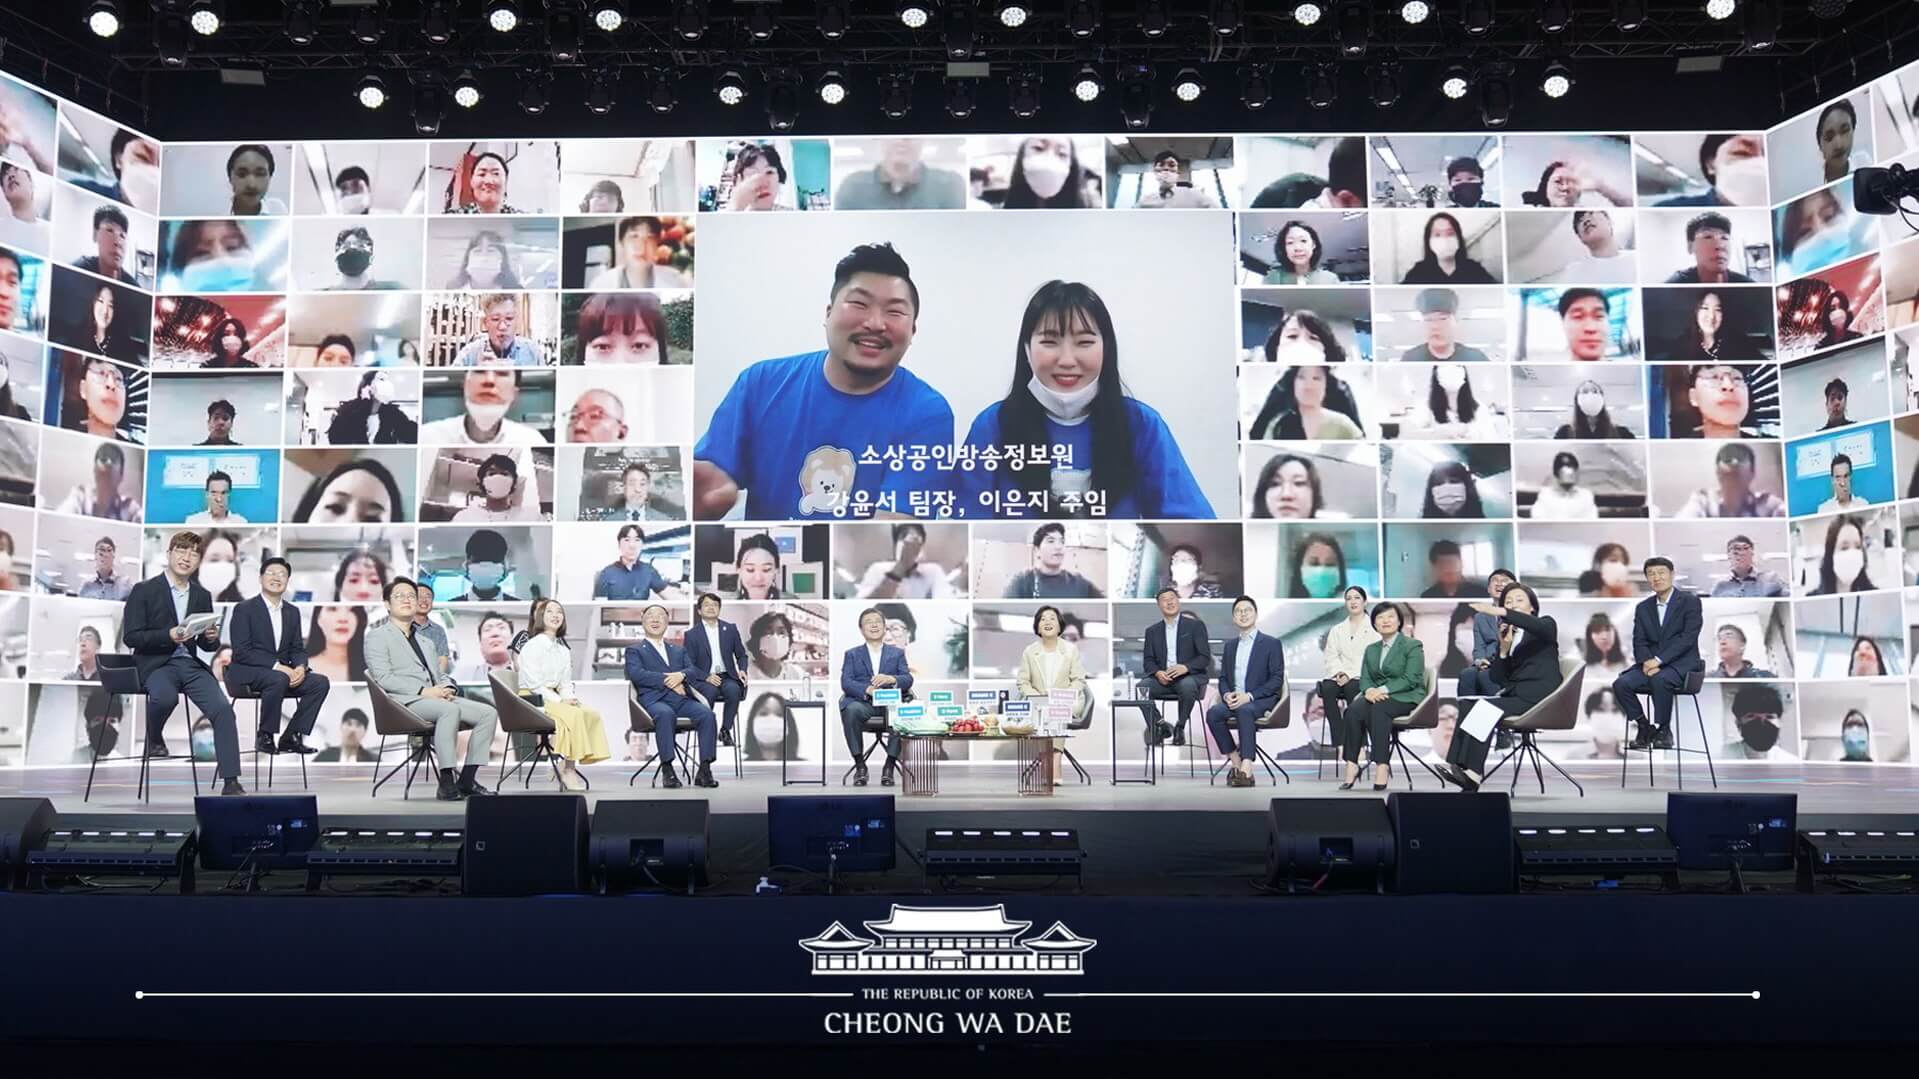 소상공인방송정보원
강윤서 팀장, 이은지 주임
THE REPUBLIC OF KOREA
CHEONG WA DAE